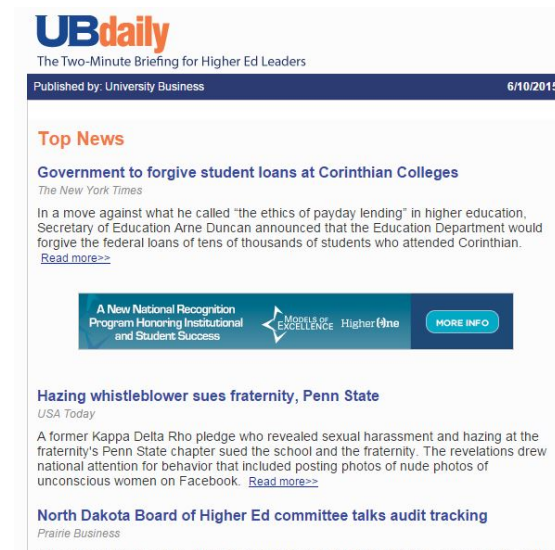 UBdaily
The Two-Minute Briefing for Higher Ed Leaders
Published by: University Business 6/10/2015
Top News
Government to forgive student loans at Corinthian Colleges
The New York Times
In a move against what he called “the ethics of payday lending” in higher education,
Secretary of Education Arne Duncan announced that the Education Department would
forgive the federal loans of tens of thousands of students who attended Corinthian.
Read more>>
A New National Recognition
Program Honoring Institutional
and Student Success
MODELS OF
EXCELLENCE
Higher One
MORE INFO
Hazing whistleblower sues fraternity, Penn State
USA Today
A former Kappa Delta Rho pledge who revealed sexual harassment and hazing at the
fraternity's Penn State chapter sued the school and the fraternity. The revelations drew
national attention for behavior that included posting photos of nude photos of
unconscious women on Facebook. Read more>>
North Dakota Board of Higher Ed committee talks audit tracking
Prairie Business